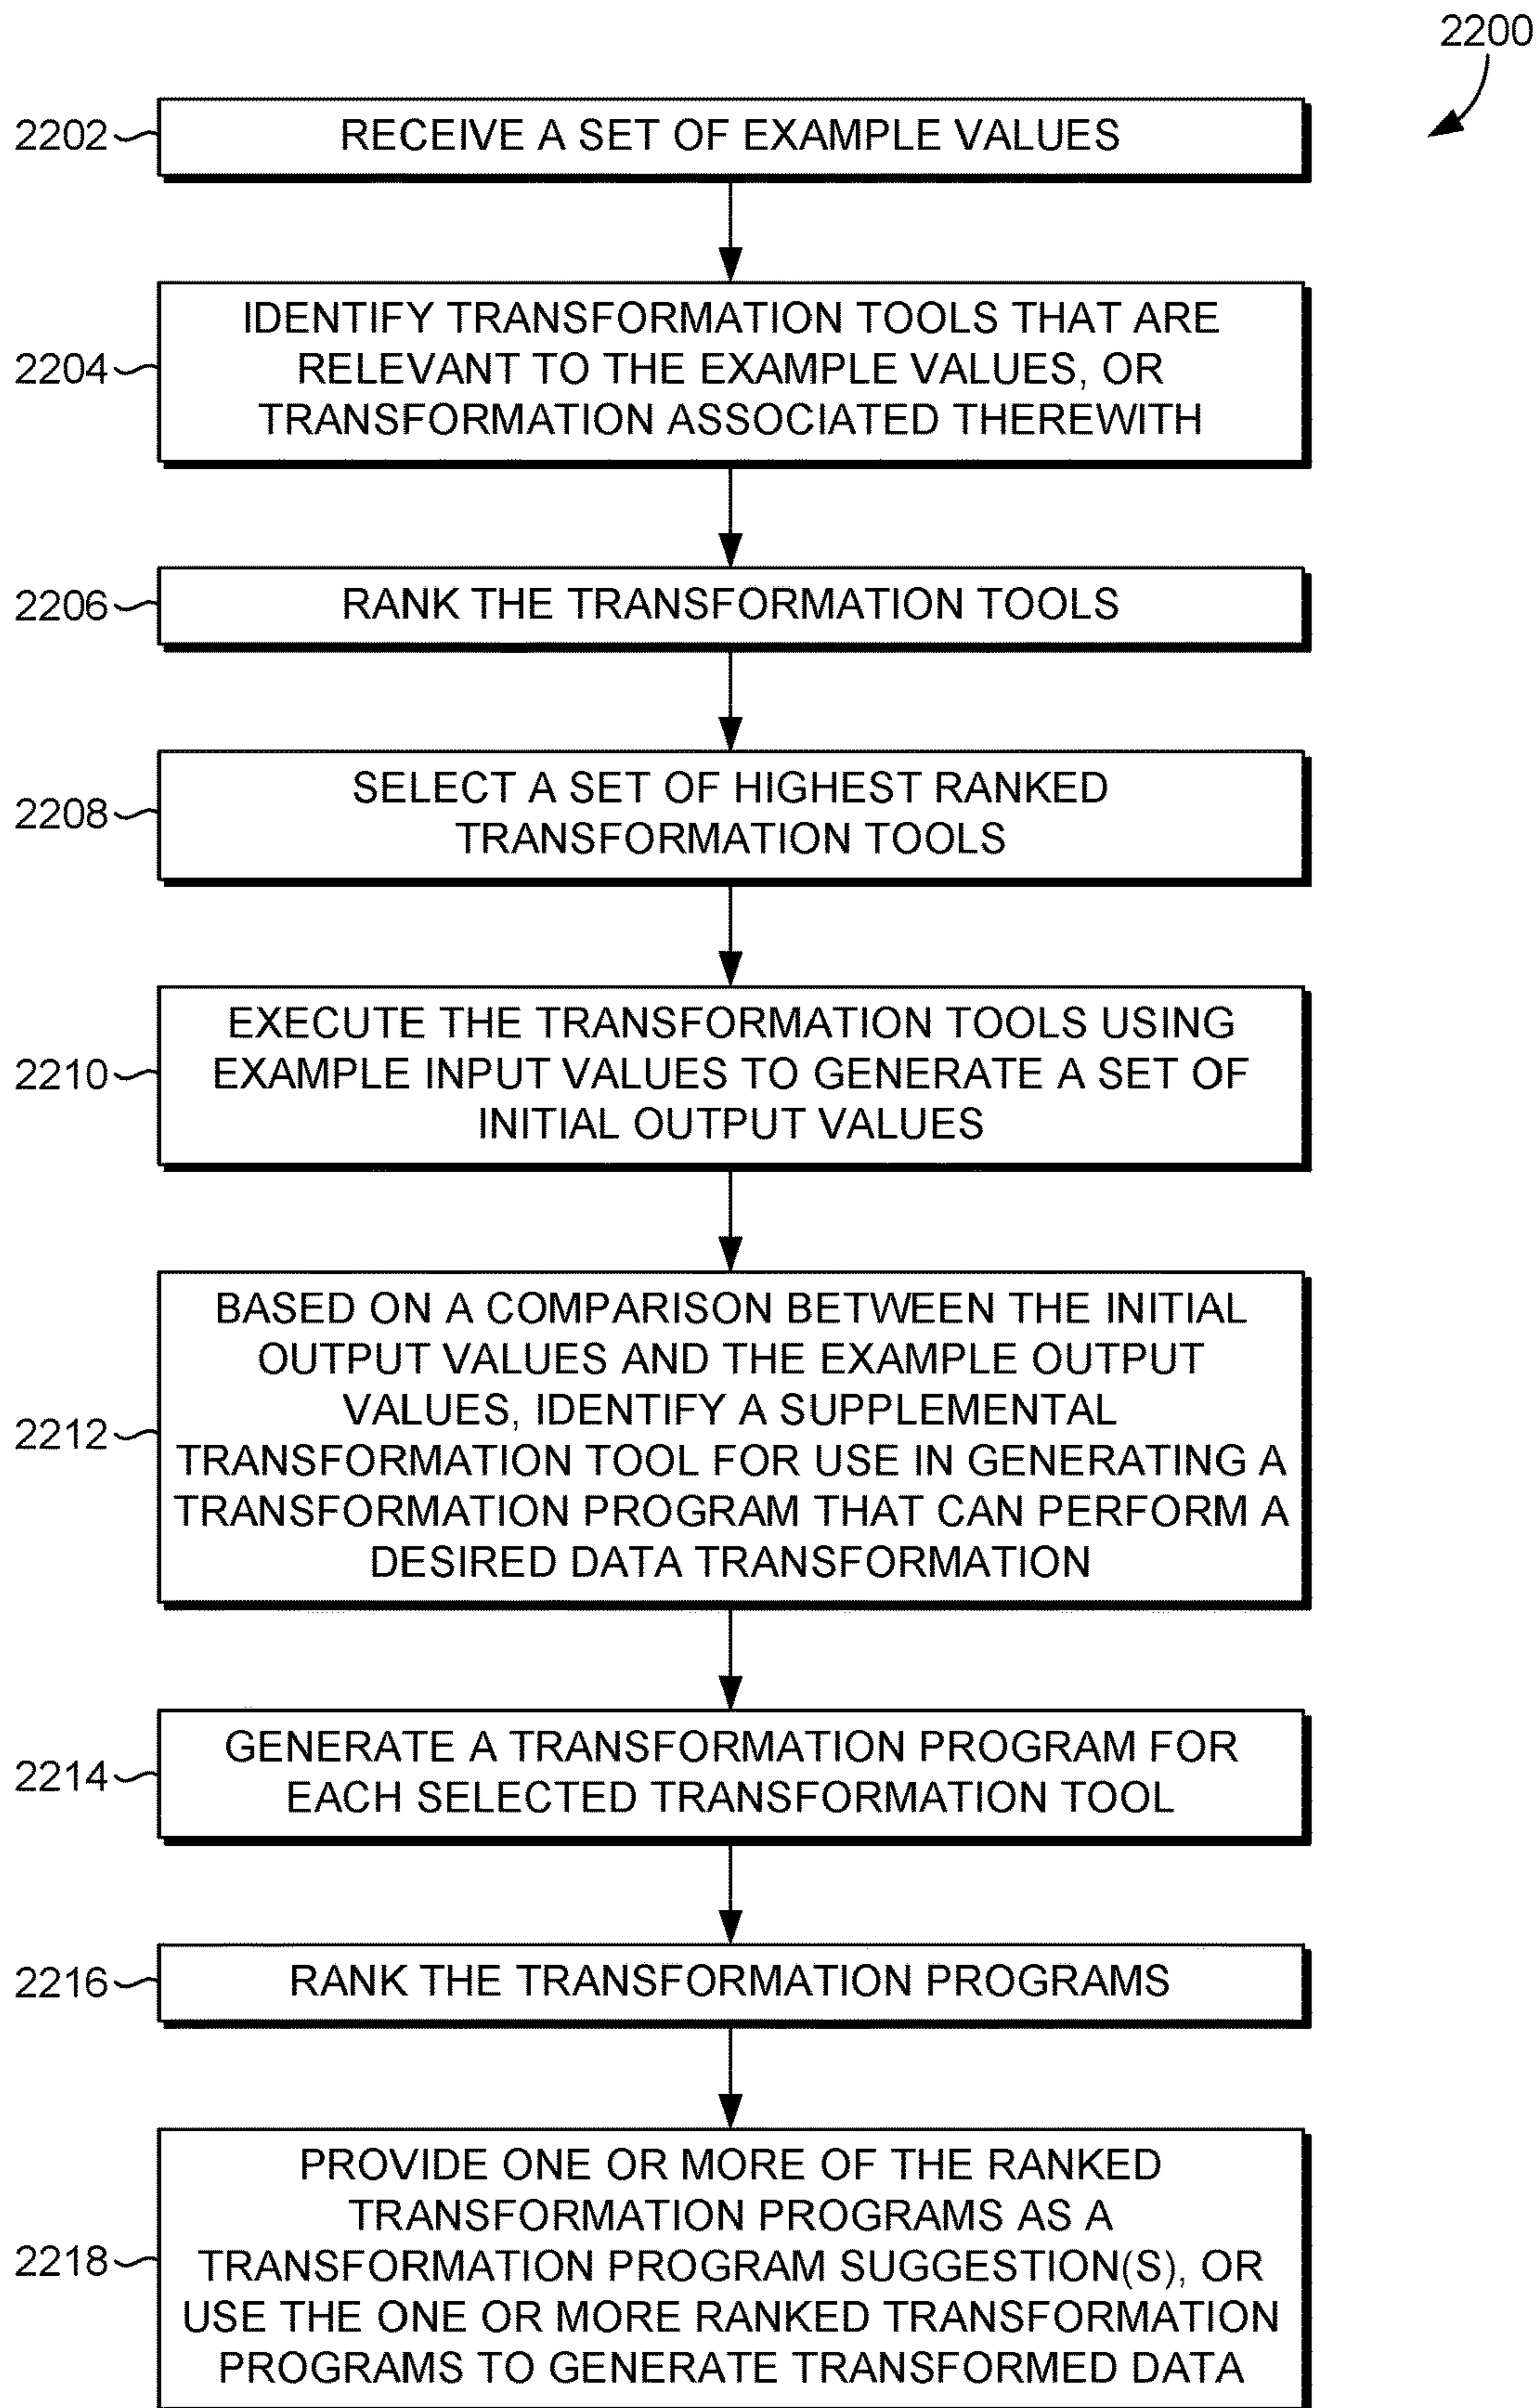 2200
2202
RECEIVE A SET OF EXAMPLE VALUES
2204
IDENTIFY TRANSFORMATION TOOLS THAT ARE
RELEVANT TO THE EXAMPLE VALUES, OR
TRANSFORMATION ASSOCIATED THEREWITH
2206
RANK THE TRANSFORMATION TOOLS
2208
SELECT A SET OF HIGHEST RANKED
TRANSFORMATION TOOLS
2210
EXECUTE THE TRANSFORMATION TOOLS USING
EXAMPLE INPUT VALUES TO GENERATE A SET OF
INITIAL OUTPUT VALUES
2212
BASED ON A COMPARISON BETWEEN THE INITIAL
OUTPUT VALUES AND THE EXAMPLE OUTPUT
VALUES, IDENTIFY A SUPPLEMENTAL
TRANSFORMATION TOOL FOR USE IN GENERATING A
TRANSFORMATION PROGRAM THAT CAN PERFORM A
DESIRED DATA TRANSFORMATION
2214
GENERATE A TRANSFORMATION PROGRAM FOR
EACH SELECTED TRANSFORMATION TOOL
2216
RANK THE TRANSFORMATION PROGRAMS
2218
PROVIDE ONE OR MORE OF THE RANKED
TRANSFORMATION PROGRAMS AS A
TRANSFORMATION PROGRAM SUGGESTION(S), OR
USE THE ONE OR MORE RANKED TRANSFORMATION
PROGRAMS TO GENERATE TRANSFORMED DATA